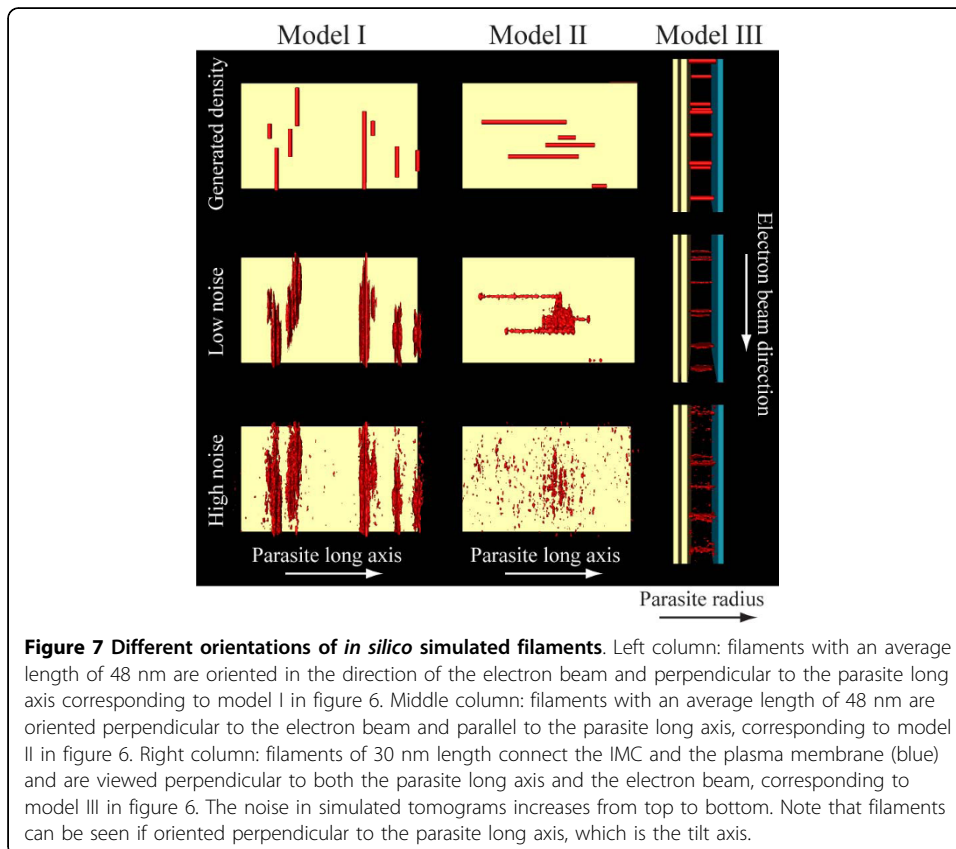 Model I
Model II
Model III
Generated density
Low noise
High noise
Electron beam direction
Parasite long axis
Parasite long axis
Parasite radius
Figure 7 Different orientations of in silico simulated filaments. Left column: filaments with an average
length of 48 nm are oriented in the direction of the electron beam and perpendicular to the parasite long
axis corresponding to model I in figure 6. Middle column: filaments with an average length of 48 nm are
oriented perpendicular to the electron beam and parallel to the parasite long axis, corresponding to model
II in figure 6. Right column: filaments of 30 nm length connect the IMC and the plasma membrane (blue)
and are viewed perpendicular to both the parasite long axis and the electron beam, corresponding to
model III in figure 6. The noise in simulated tomograms increases from top to bottom. Note that filaments
can be seen if oriented perpendicular to the parasite long axis, which is the tilt axis.